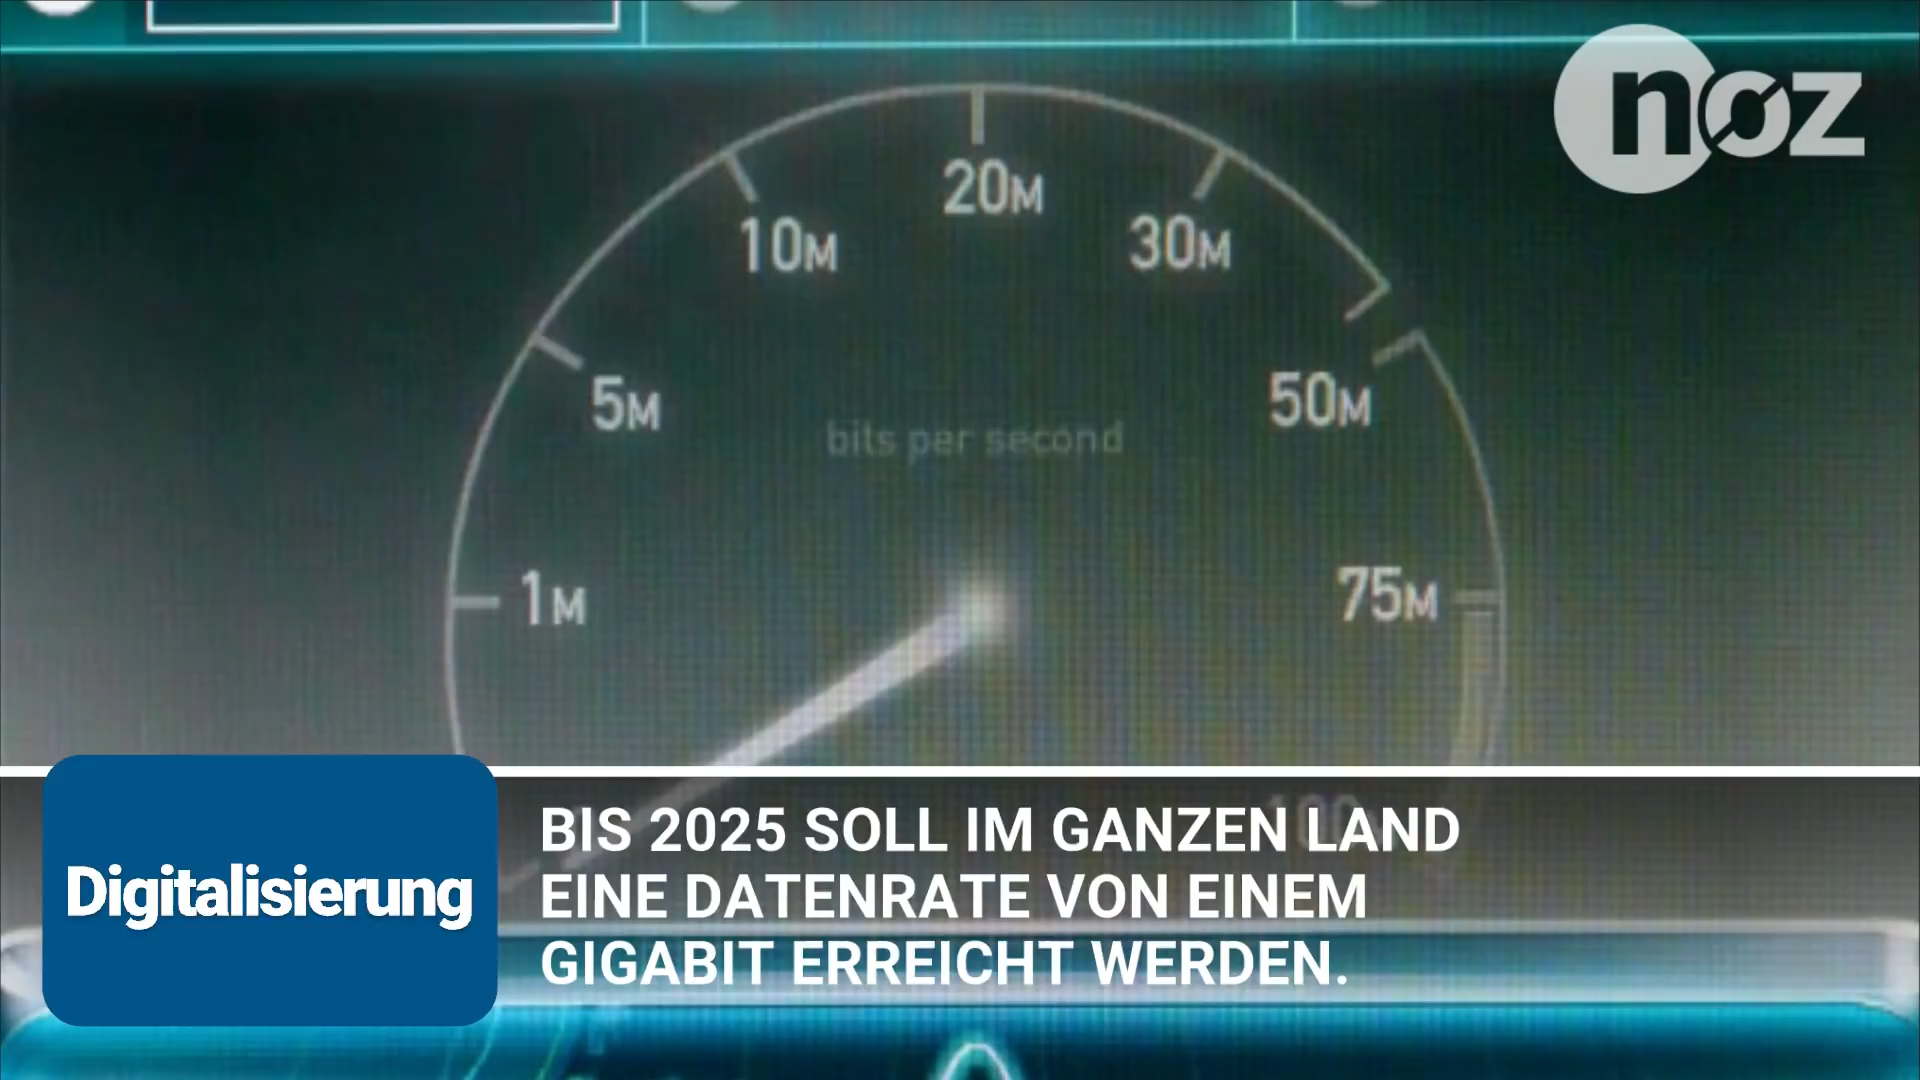 noz
20M
10M
30M
5M
50M
bits per second
1M
75M
Digitalisierung
BIS 2025 SOLL IM GANZEN LAND
EINE DATENRATE VON EINEM
GIGABIT ERREICHT WERDEN.